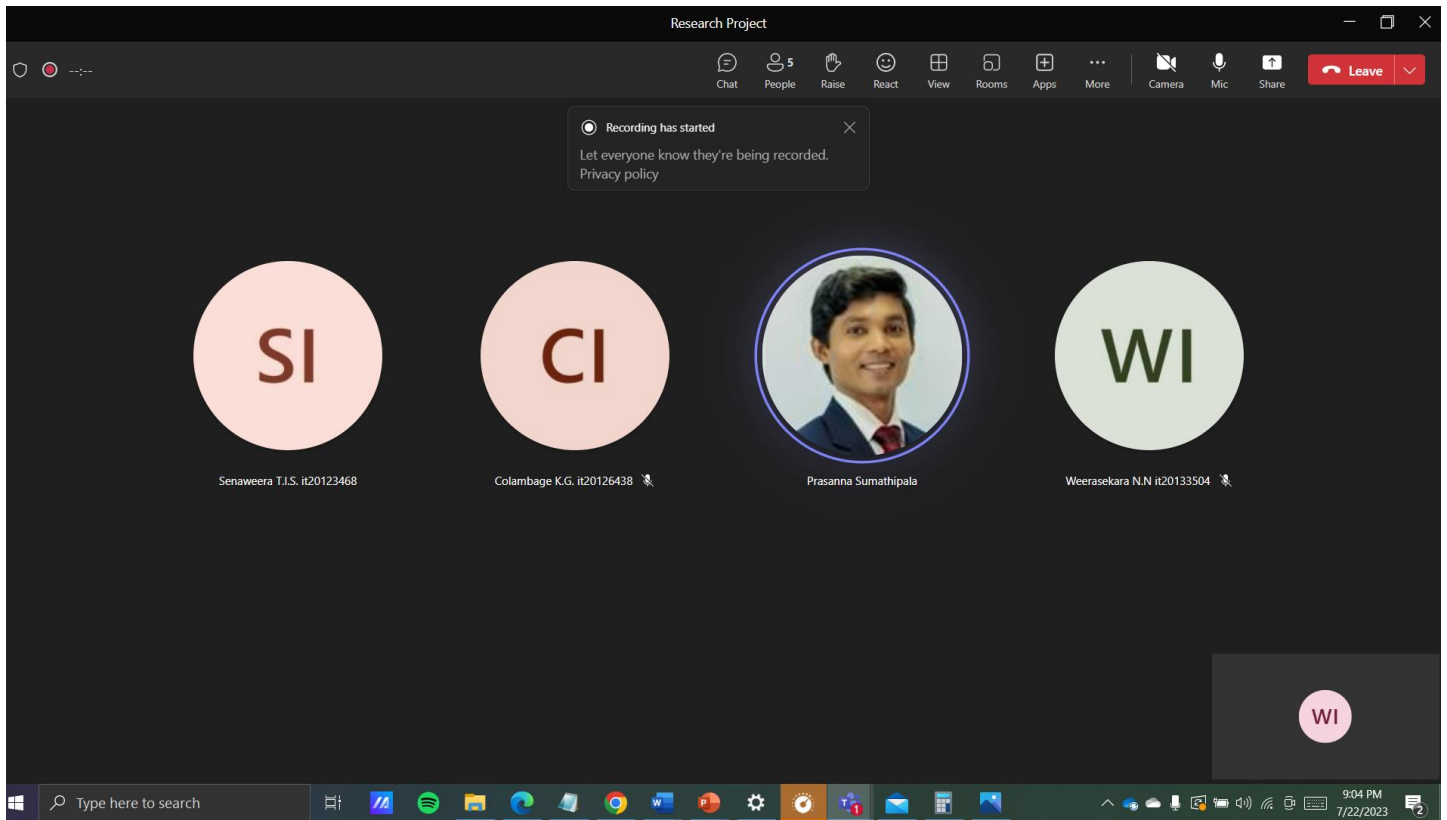 Research Project
--:--
Chat
People 5
Raise
React
View
Rooms
Apps
More
Camera
Mic
Share
Leave
Recording has started
Let everyone know they're being recorded.
Privacy policy
SI
CI
WI
Senaweera T.I.S. it20123468
Colambage K.G. it20126438
Prasanna Sumathipala
Weerasekara N.N it20133504
WI
Type here to search
9:04 PM
7/22/2023
2